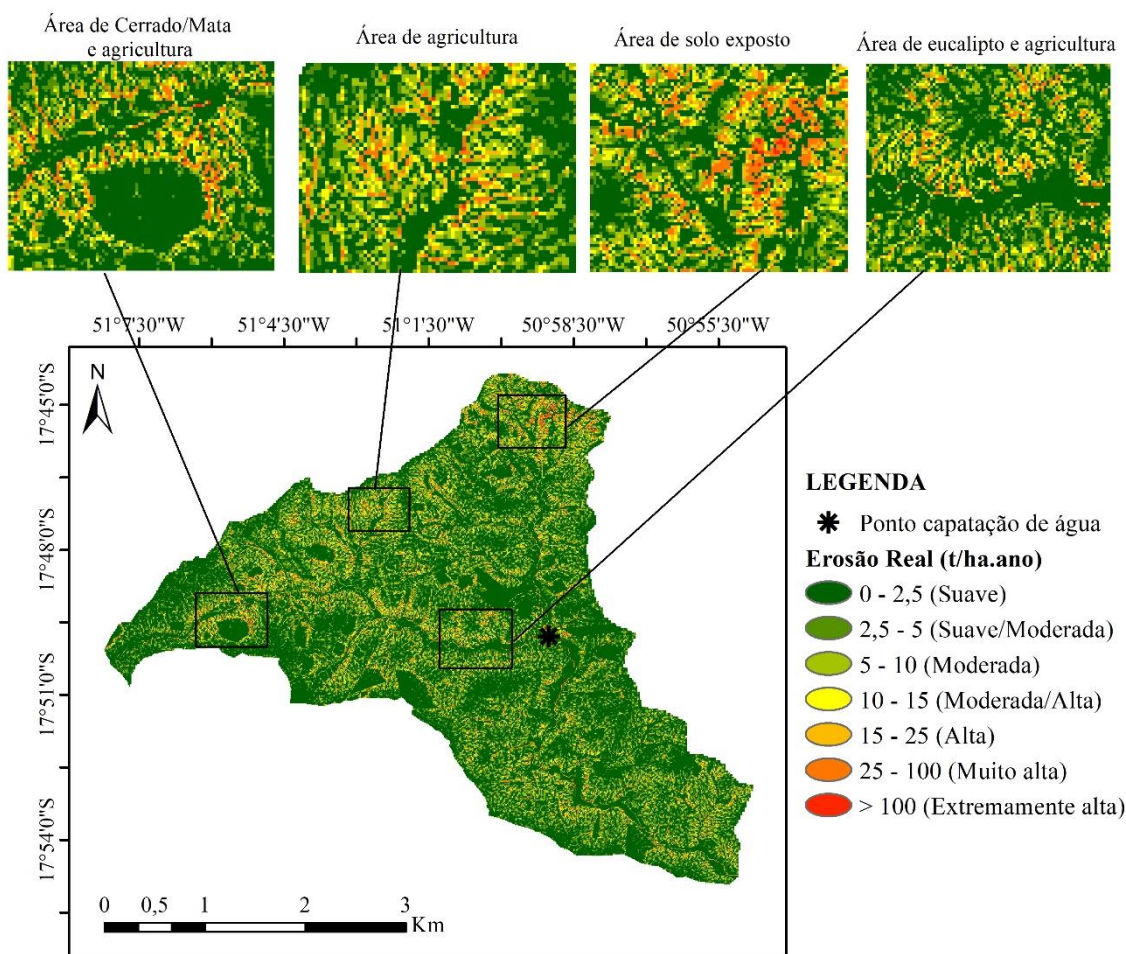 Área de Cerrado/Mata
e agricultura
Área de agricultura
Área de solo exposto
Área de eucalipto e agricultura
51°7'30"W
51°4'30"W
51°1'30"W
50°58'30"W
50°55'30"W
N
17°45'0"S
17°48'0"S
17°51'0"S
17°54'0"S
LEGENDA
Ponto capatação de água
Erosão Real (t/ha.ano)
0 - 2,5 (Suave)
2,5 - 5 (Suave/Moderada)
5 - 10 (Moderada)
10 - 15 (Moderada/Alta)
15 - 25 (Alta)
25 - 100 (Muito alta)
> 100 (Extremamente alta)
0 0,5 1 2 3
Km